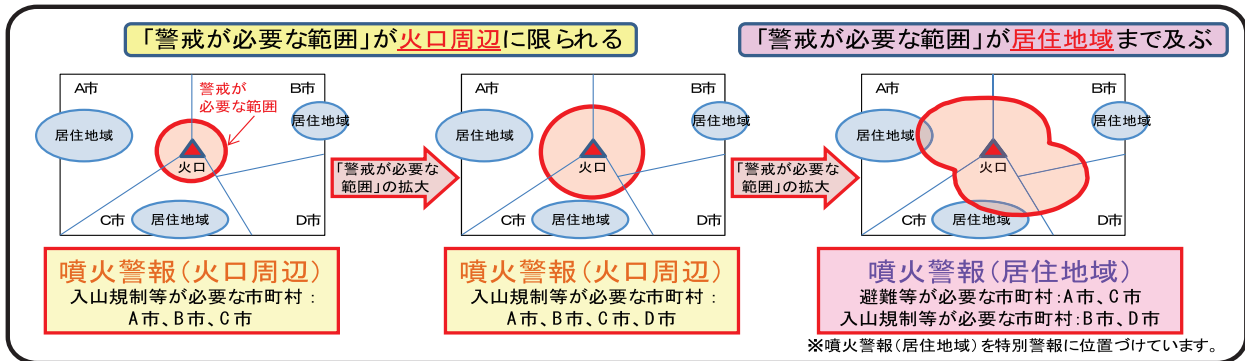 「警戒が必要な範囲」が火口周辺に限られる
「警戒が必要な範囲」が居住地域まで及ぶ
A市
警戒が
必要な範囲
B市
居住地域
居住地域
火口
C市
居住地域
D市
「警戒が必要な
範囲」の拡大
A市
B市
居住地域
居住地域
火口
C市
居住地域
D市
「警戒が必要な
範囲」の拡大
A市
B市
居住地域
居住地域
火口
C市
居住地域
D市
噴火警報(火口周辺)
入山規制等が必要な市町村:
A市、B市、C市
噴火警報(火口周辺)
入山規制等が必要な市町村:
A市、B市、C市、D市
噴火警報(居住地域)
避難等が必要な市町村:A市、C市
入山規制等が必要な市町村:B市、D市
※噴火警報(居住地域)を特別警報に位置づけています。